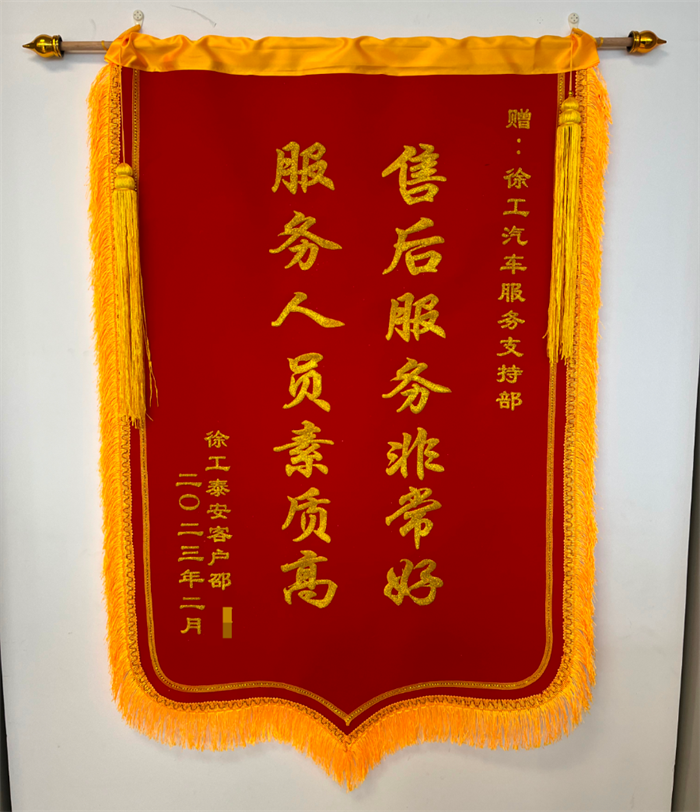 赠：徐工汽车服务支持部
售后服务非常好
服务人员素质高
徐工泰安客户邵
二〇二三年二月